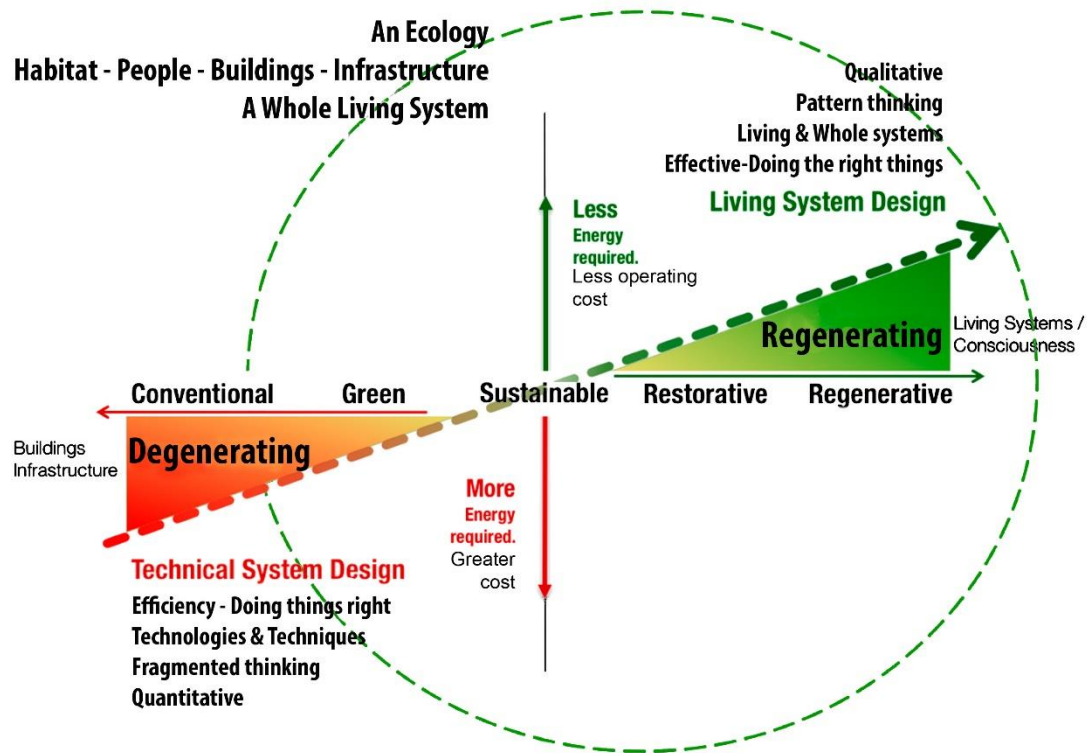 An Ecology
Habitat - People - Buildings - Infrastructure
A Whole Living System
Qualitative
Pattern thinking
Living & Whole systems
Effective-Doing the right things
Living System Design
Less
Energy
required.
Less operating
cost
Regenerating
Living Systems /
Consciousness
Conventional
Green
Sustainable
Restorative
Regenerative
Buildings
Infrastructure
Degenerating
More
Energy
required.
Greater
cost
Technical System Design
Efficiency - Doing things right
Technologies & Techniques
Fragmented thinking
Quantitative